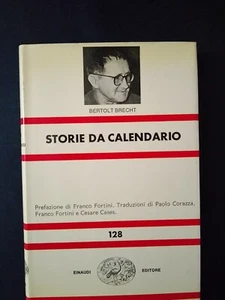 BERTOLT BRECHT
STORIE DA CALENDARIO
Prefazione di Franco Fortini. Traduzioni di Paolo Corazza,
Franco Fortini e Cesare Cases.
128
EINAUDI EDITORE